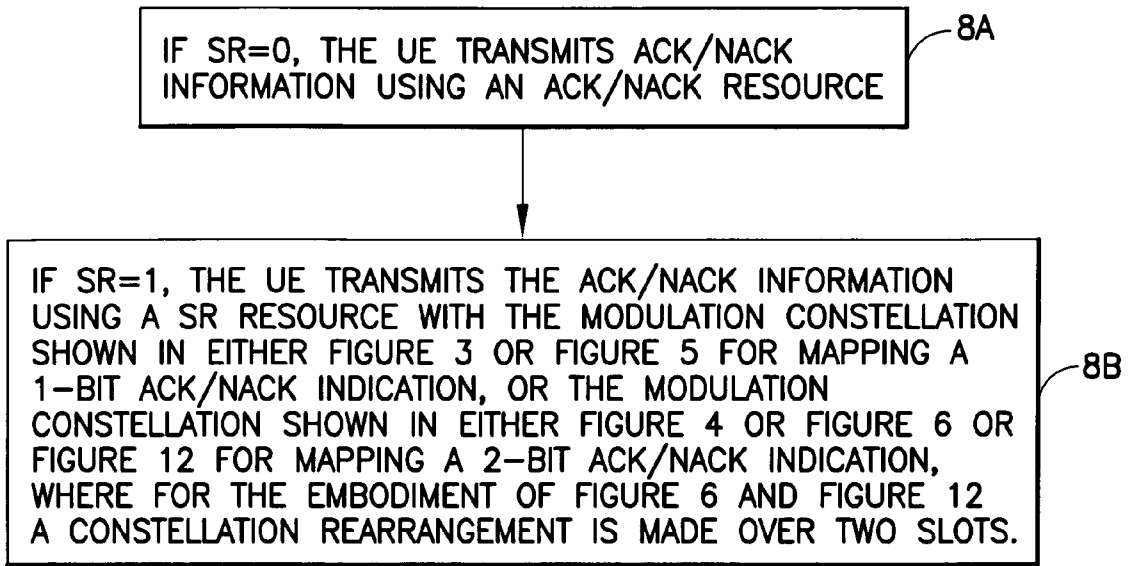 IF SR=0, THE UE TRANSMITS ACK/NACK
INFORMATION USING AN ACK/NACK RESOURCE
8A
IF SR=1, THE UE TRANSMITS THE ACK/NACK INFORMATION
USING A SR RESOURCE WITH THE MODULATION CONSTELLATION
SHOWN IN EITHER FIGURE 3 OR FIGURE 5 FOR MAPPING A
1-BIT ACK/NACK INDICATION, OR THE MODULATION
CONSTELLATION SHOWN IN EITHER FIGURE 4 OR FIGURE 6 OR
FIGURE 12 FOR MAPPING A 2-BIT ACK/NACK INDICATION,
WHERE FOR THE EMBODIMENT OF FIGURE 6 AND FIGURE 12
A CONSTELLATION REARRANGEMENT IS MADE OVER TWO SLOTS.
8B